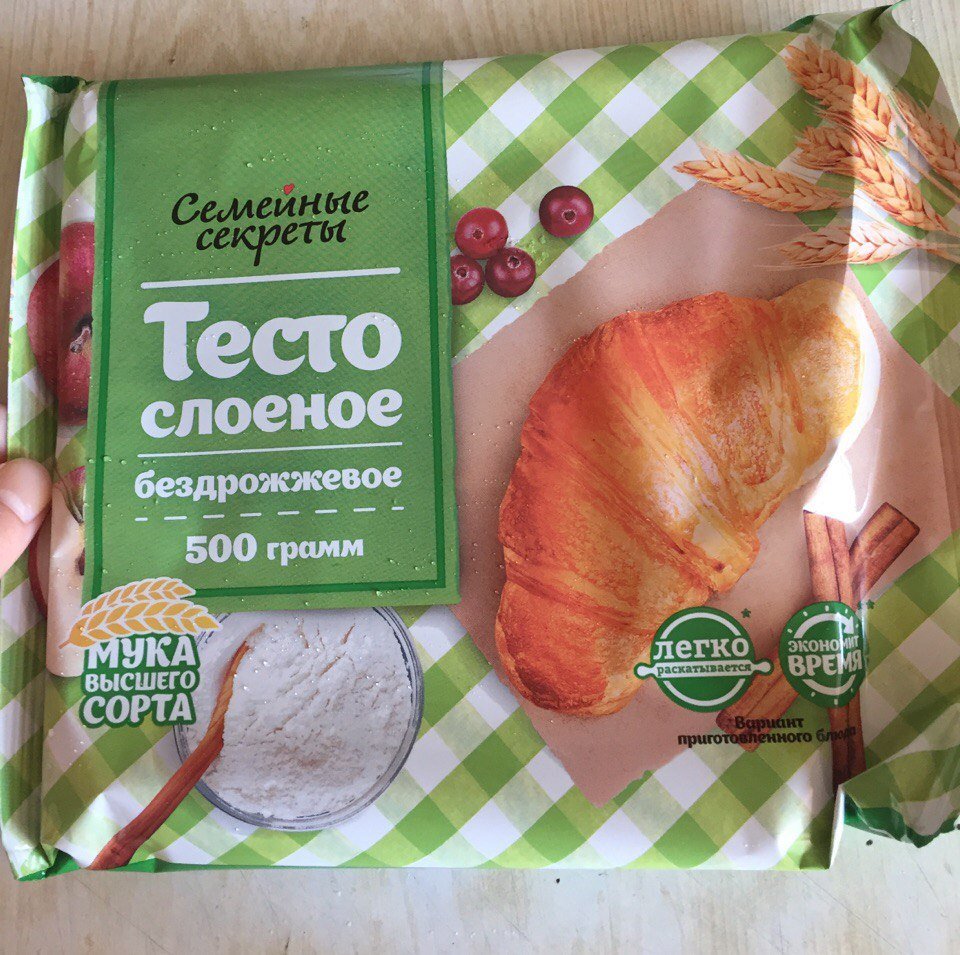 Семейные
секреты
Тесто
слоеное
бездрожжевое
500 грамм
МУКА
ВЫСШЕГО
СОРТА
ЛЕГКО
раскатывается
ЭКОНОМИТ
ВРЕМЯ
Вариант
приготовленного блюда